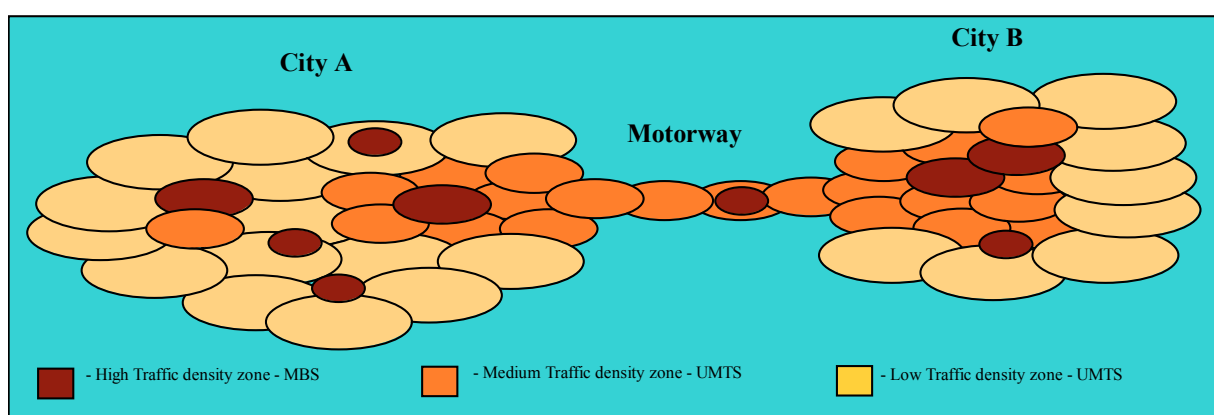 City A
City B
Motorway
- High Traffic density zone - MBS
- Medium Traffic density zone - UMTS
- Low Traffic density zone - UMTS